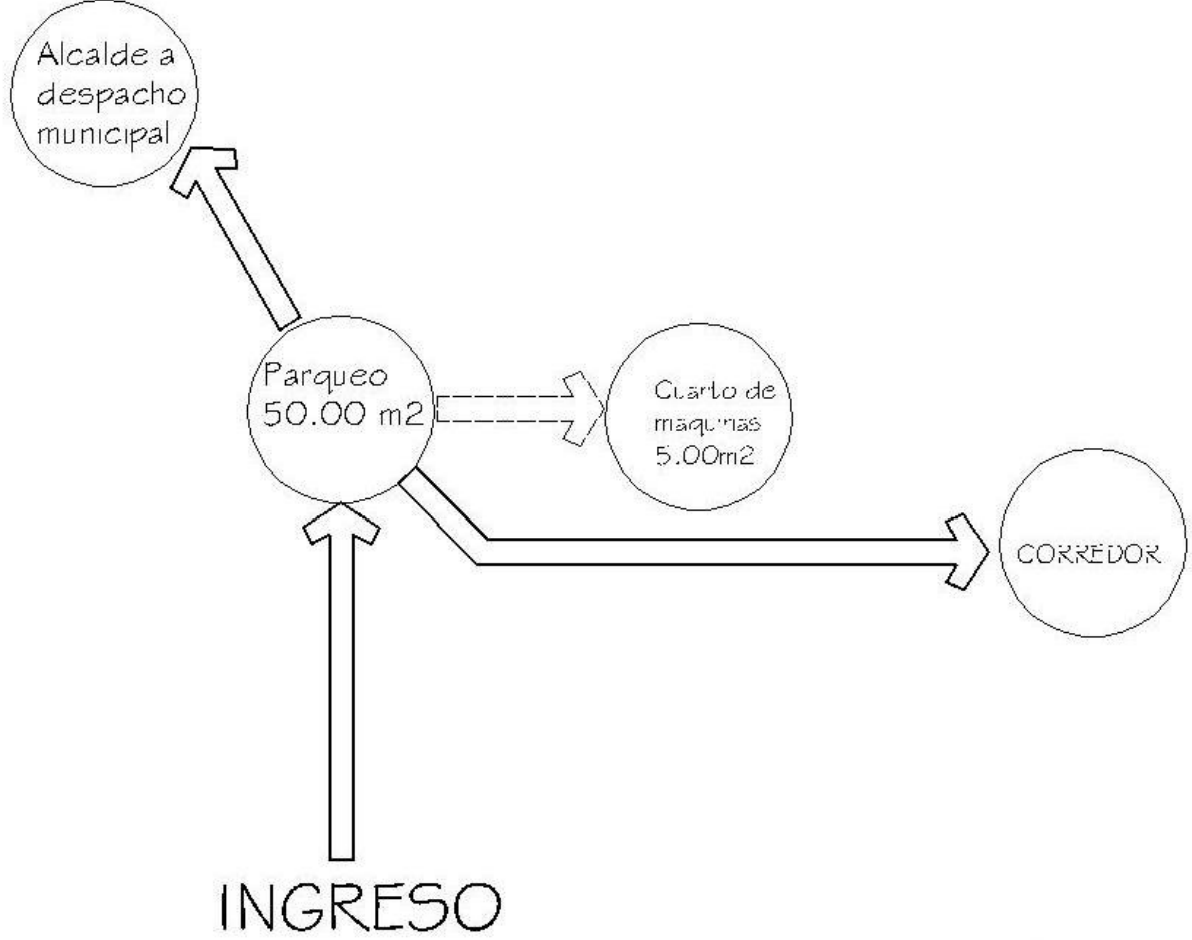 Alcalde a
despacho
municipal
Parqueo
50.00 m2
Cuarto de
maquinas
5.00m2
CORREDOR
INGRESO